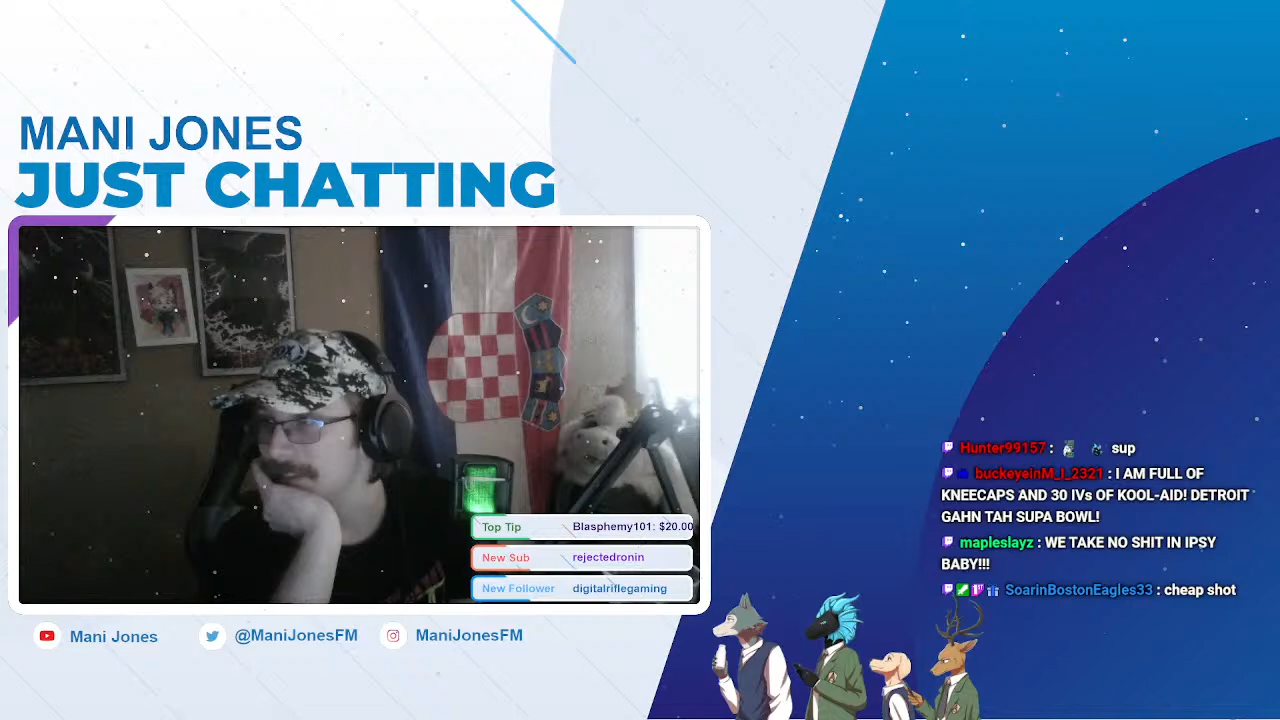 MANI JONES
JUST CHATTING
Top Tip Blasphemy101: $20.00
New Sub rejectedronin
New Follower digitalriflegaming
Mani Jones @ManiJonesFM ManiJonesFM
Hunter99157 : sup
buckeyeinM_I_2321 : I AM FULL OF
KNEECAPS AND 30 IVs OF KOOL-AID! DETROIT
GAHN TAH SUPA BOWL!
mapleslayz : WE TAKE NO SHIT IN IPSY
BABY!!!
SoarinBostonEagles33 : cheap shot